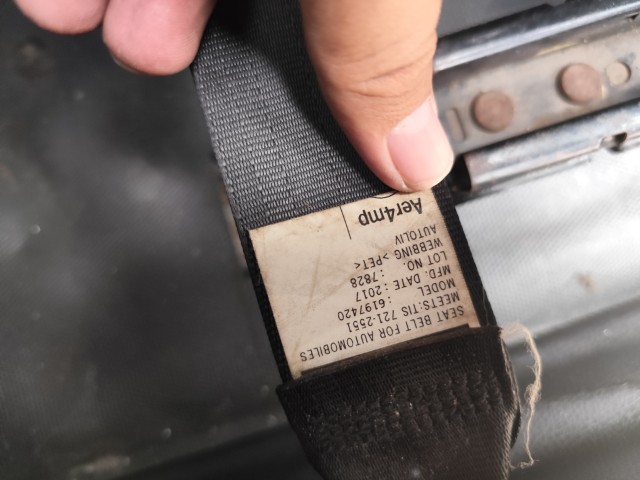 SEAT BELT FOR AUTOMOBILES
MEETS:TIS 721-2551
MODEL : 6197420
MFD. DATE : 2017
LOT NO. : 7828
WEBBING >PET<
AUTOLIV
Aer4mp